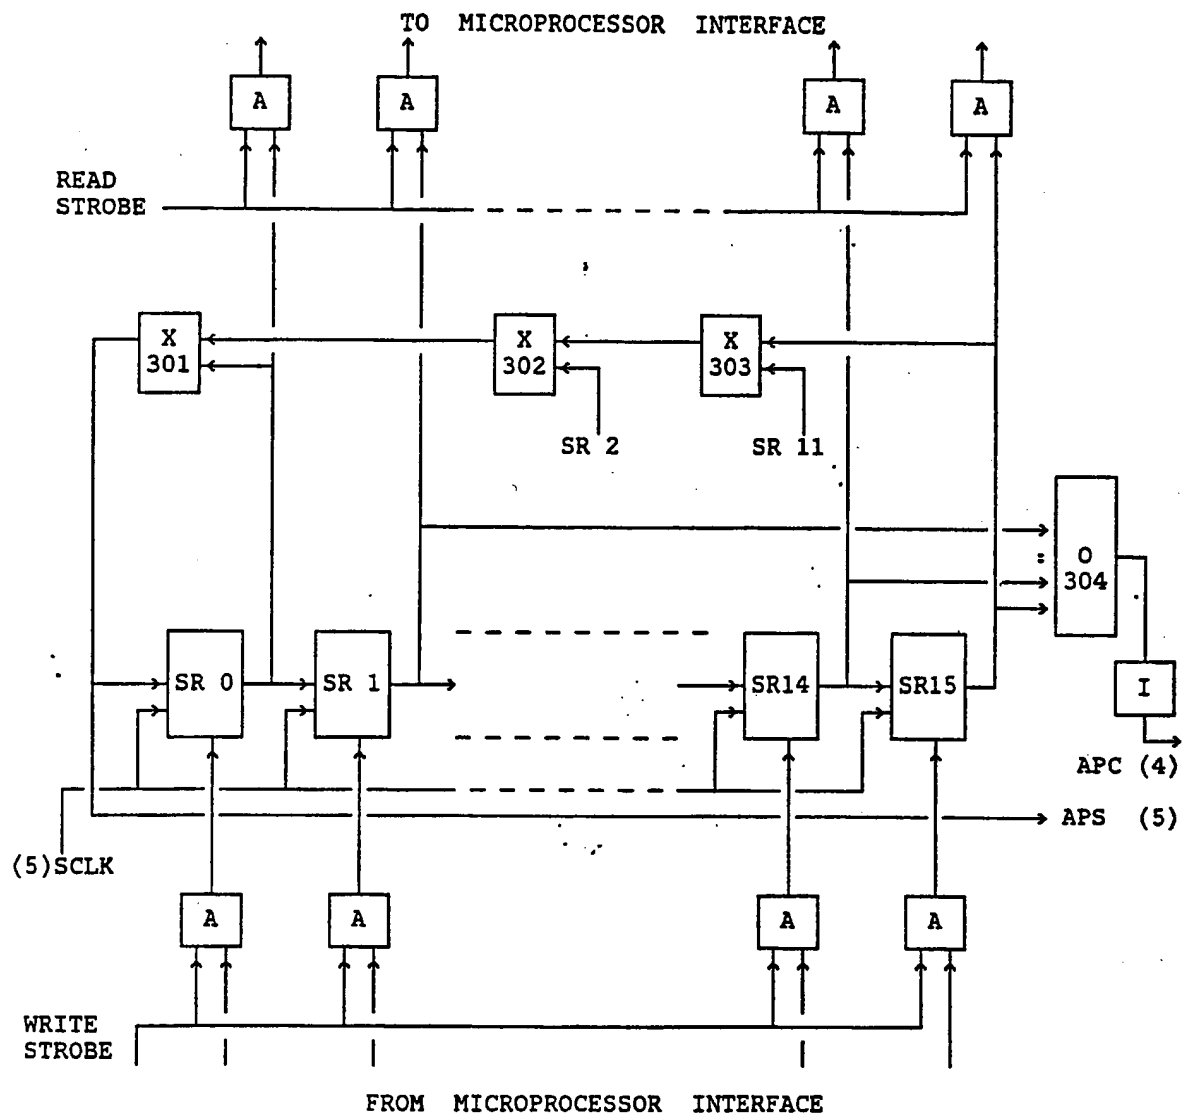 TO MICROPROCESSOR INTERFACE
A
A
A
A
READ
STROBE
X
301
X
302
X
303
SR 2
SR 11
O
304
SR 0
SR 1
SR14
SR15
I
APC (4)
APS (5)
(5)SCLK
A
A
A
A
WRITE
STROBE
FROM MICROPROCESSOR INTERFACE